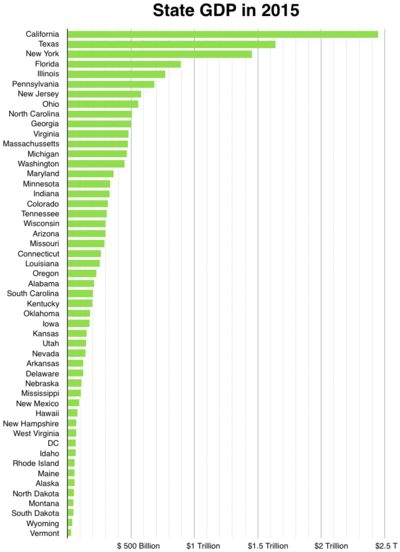 State GDP in 2015
California
Texas
New York
Florida
Illinois
Pennsylvania
New Jersey
Ohio
North Carolina
Georgia
Virginia
Massachussetts
Michigan
Washington
Maryland
Minnesota
Indiana
Colorado
Tennessee
Wisconsin
Arizona
Missouri
Connecticut
Louisiana
Oregon
Alabama
South Carolina
Kentucky
Oklahoma
Iowa
Kansas
Utah
Nevada
Arkansas
Delaware
Nebraska
Mississippi
New Mexico
Hawaii
New Hampshire
West Virginia
DC
Idaho
Rhode Island
Maine
Alaska
North Dakota
Montana
South Dakota
Wyoming
Vermont
$ 500 Billion $1 Trillion $1.5 Trillion $2 Trillion $2.5 T